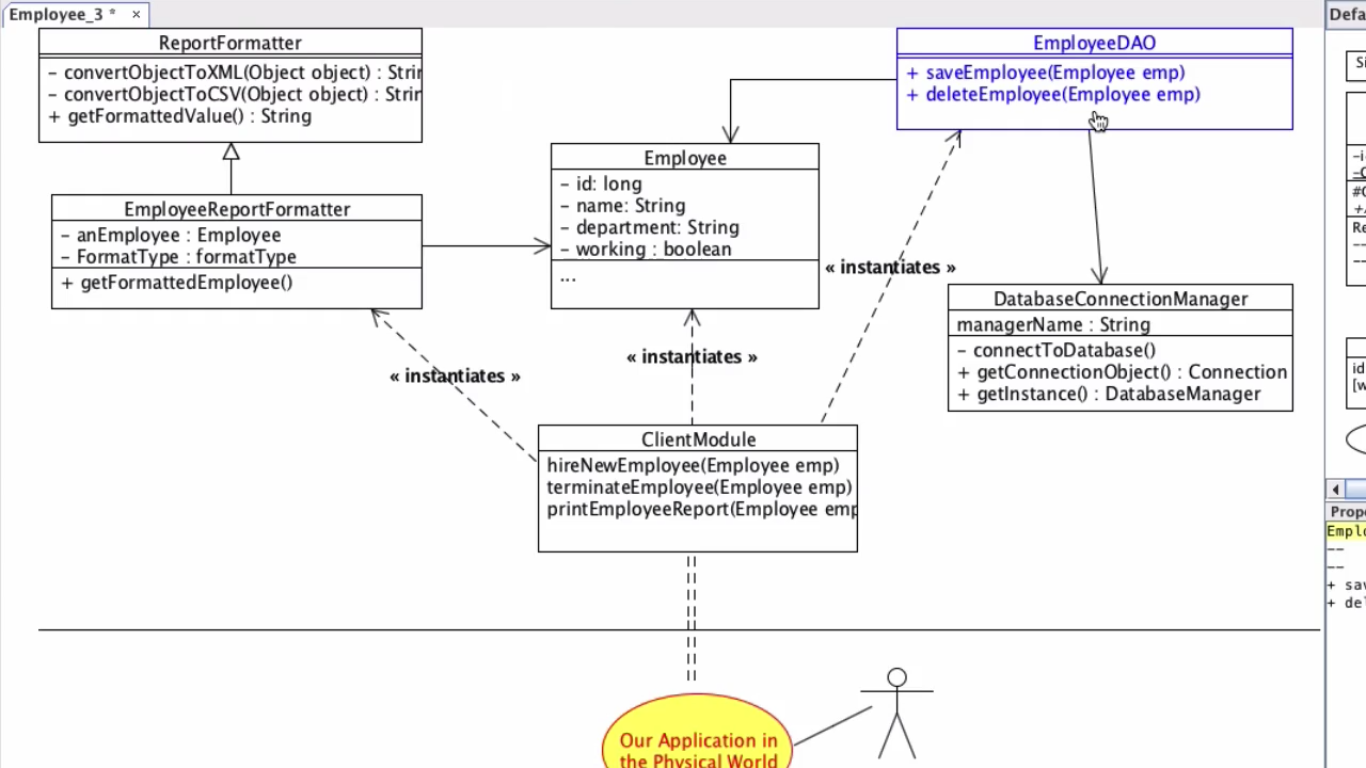 Employee_3 *
ReportFormatter
- convertObjectToXML(Object object) : Strin
- convertObjectToCSV(Object object) : Strin
+ getFormattedValue() : String
EmployeeReportFormatter
- anEmployee : Employee
- FormatType : formatType
+ getFormattedEmployee()
Employee
- id: long
- name: String
- department: String
- working : boolean
...
EmployeeDAO
+ saveEmployee(Employee emp)
+ deleteEmployee(Employee emp)
« instantiates »
« instantiates »
« instantiates »
DatabaseConnectionManager
managerName : String
- connectToDatabase()
+ getConnectionObject() : Connection
+ getInstance() : DatabaseManager
ClientModule
hireNewEmployee(Employee emp)
terminateEmployee(Employee emp)
printEmployeeReport(Employee emp
Our Application in
the Physical World
Defa
Si
#C
Re
id
[w
Prope
Emplo
--
--
+ sav
+ del